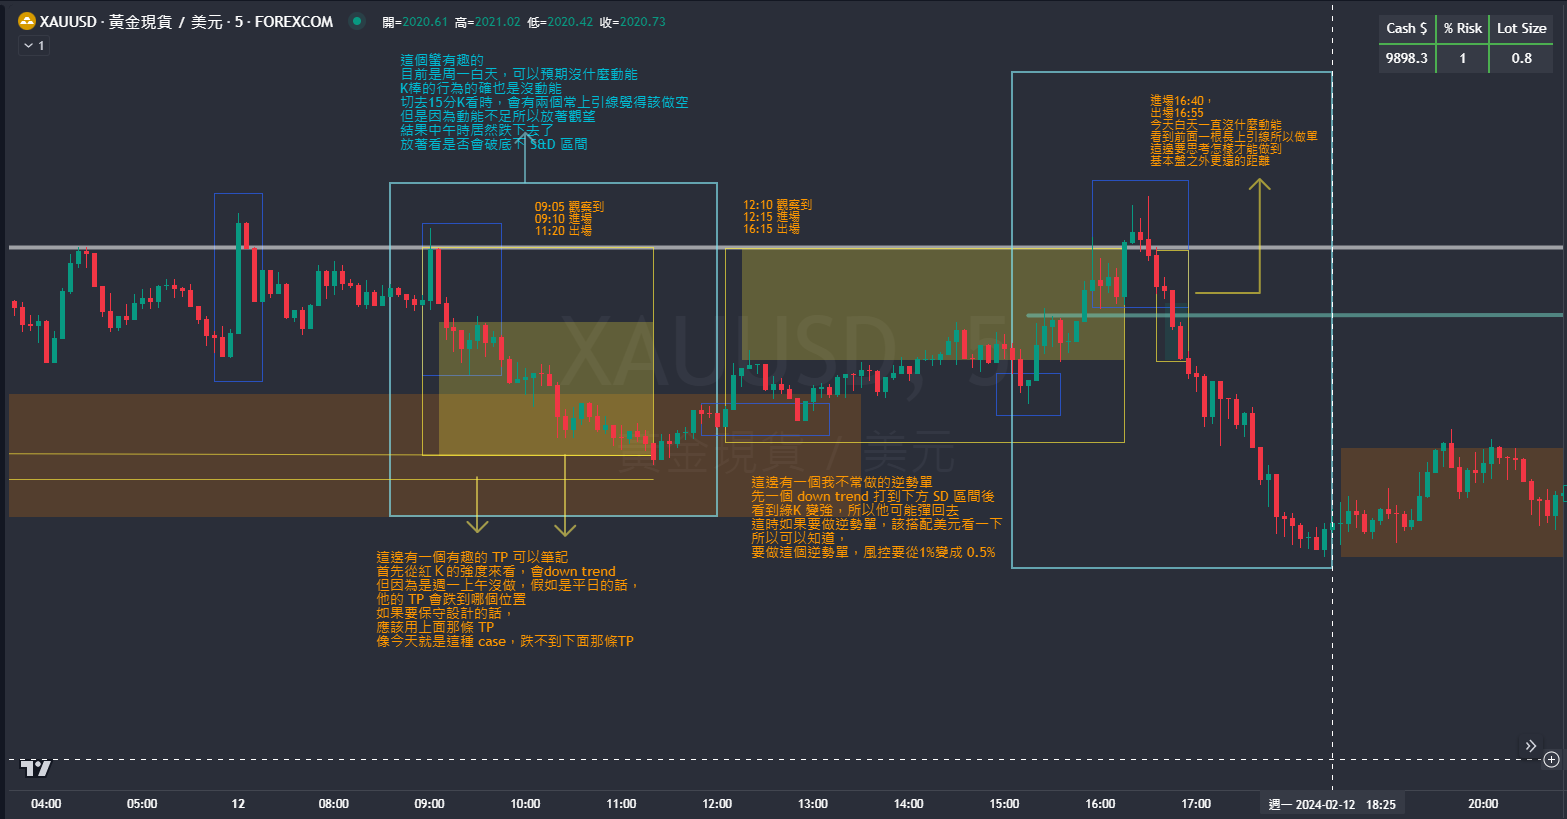 XAUUSD · 黃金現貨 / 美元 · 5 · FOREXCOM 開=2020.61 高=2021.02 低=2020.42 收=2020.73
1
Cash $ % Risk Lot Size
9898.3 1 0.8
這個蠻有趣的
目前是周一白天，可以預期沒什麼動能
K棒的行為的確也是沒動能
切去15分K看時，會有兩個常上引線覺得該做空
但是因為動能不足所以放著觀望
結果中午時居然跌下去了
放著看是否會破底下 S&D 區間
進場16:40，
出場16:55
今天白天一直沒什麼動能
看到前面一根長上引線所以做單
這邊要思考怎樣才能做到
基本盤之外更遠的距離
09:05 觀察到
09:10 進場
11:20 出場
12:10 觀察到
12:15 進場
16:15 出場
XAUUSD, 5
黃金現貨 / 美元
這邊有一個我不常做的逆勢單
先一個 down trend 打到下方 SD 區間後
看到綠K 變強，所以他可能彈回去
這時如果要做逆勢單，該搭配美元看一下
所以可以知道，
要做這個逆勢單，風控要從1%變成 0.5%
這邊有一個有趣的 TP 可以筆記
首先從紅 K 的強度來看，會down trend
但因為是週一上午沒做，假如是平日的話，
他的 TP 會跌到哪個位置
如果要保守設計的話，
應該用上面那條 TP
像今天就是這種 case，跌不到下面那條TP
04:00 05:00 12 08:00 09:00 10:00 11:00 12:00 13:00 14:00 15:00 16:00 17:00 週一 2024-02-12 18:25 20:00